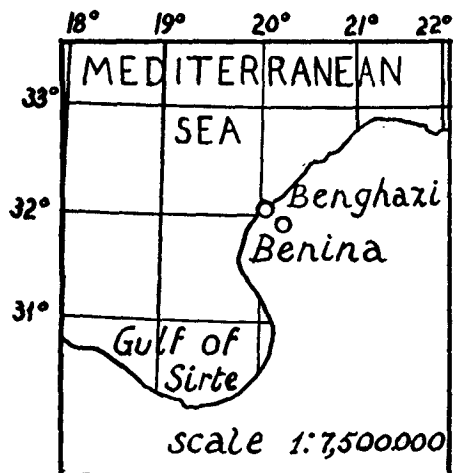 18° 19° 20° 21° 22°
MEDITERRANEAN
33°
SEA
32°
Benghazi
Benina
31°
Gulf of
Sirte
scale 1:7,500.000